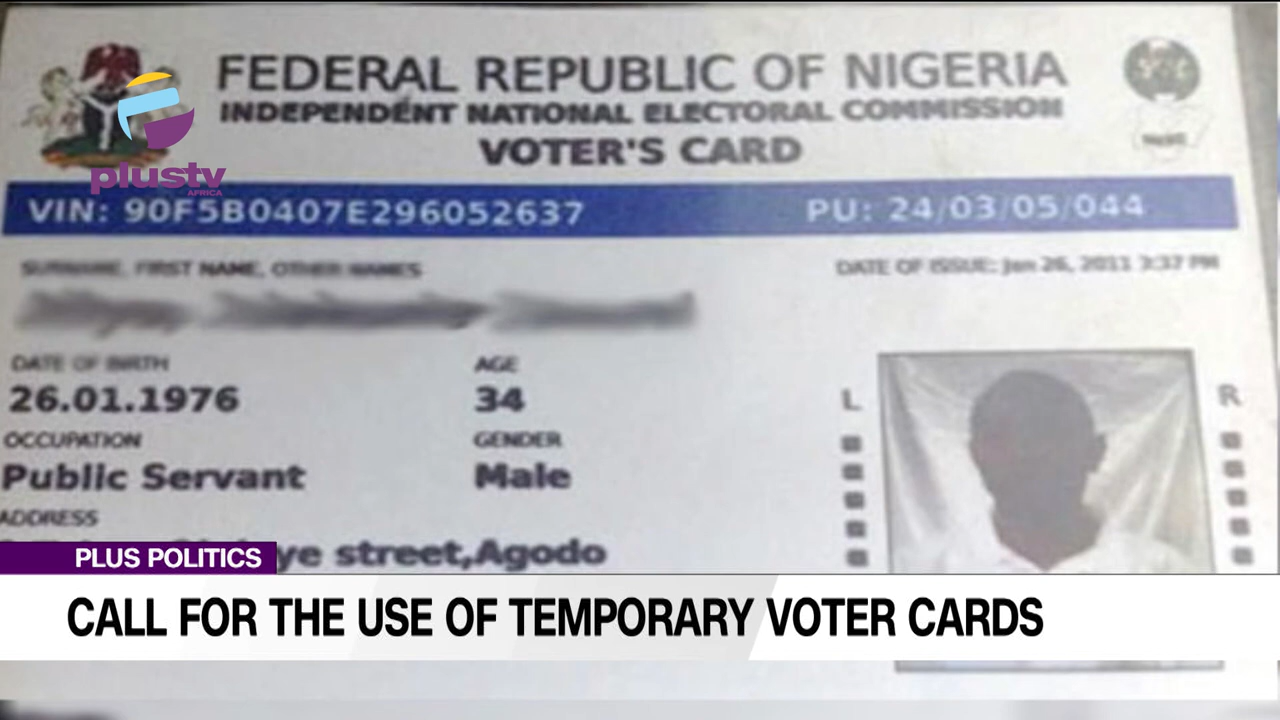 FEDERAL REPUBLIC OF NIGERIA
INDEPENDENT NATIONAL ELECTORAL COMMISSION
VOTER'S CARD
plustv
AFRICA
VIN: 90F5B0407E296052637 PU: 24/03/05/044
SURNAME, FIRST NAME, OTHER NAMES
DATE OF ISSUE: Jan 26, 2011 3:37 PM
DATE OF BIRTH AGE
26.01.1976 34
L R
OCCUPATION GENDER
Public Servant Male
ADDRESS
street,Agodo
PLUS POLITICS
CALL FOR THE USE OF TEMPORARY VOTER CARDS